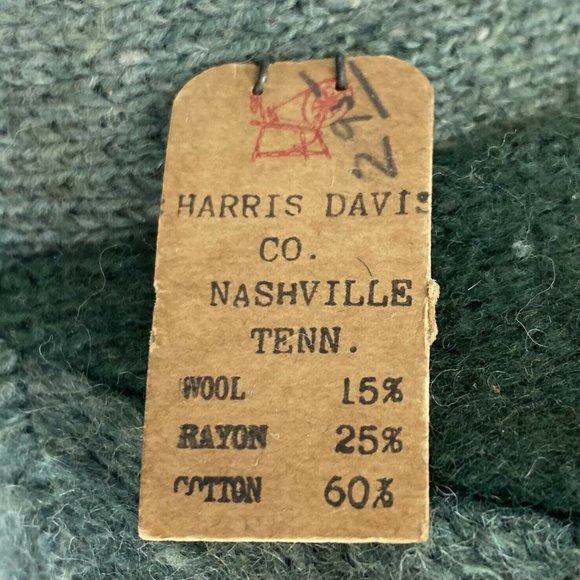 HARRIS DAVIS
CO.
NASHVILLE
TENN.
WOOL 15%
RAYON 25%
COTTON 60%